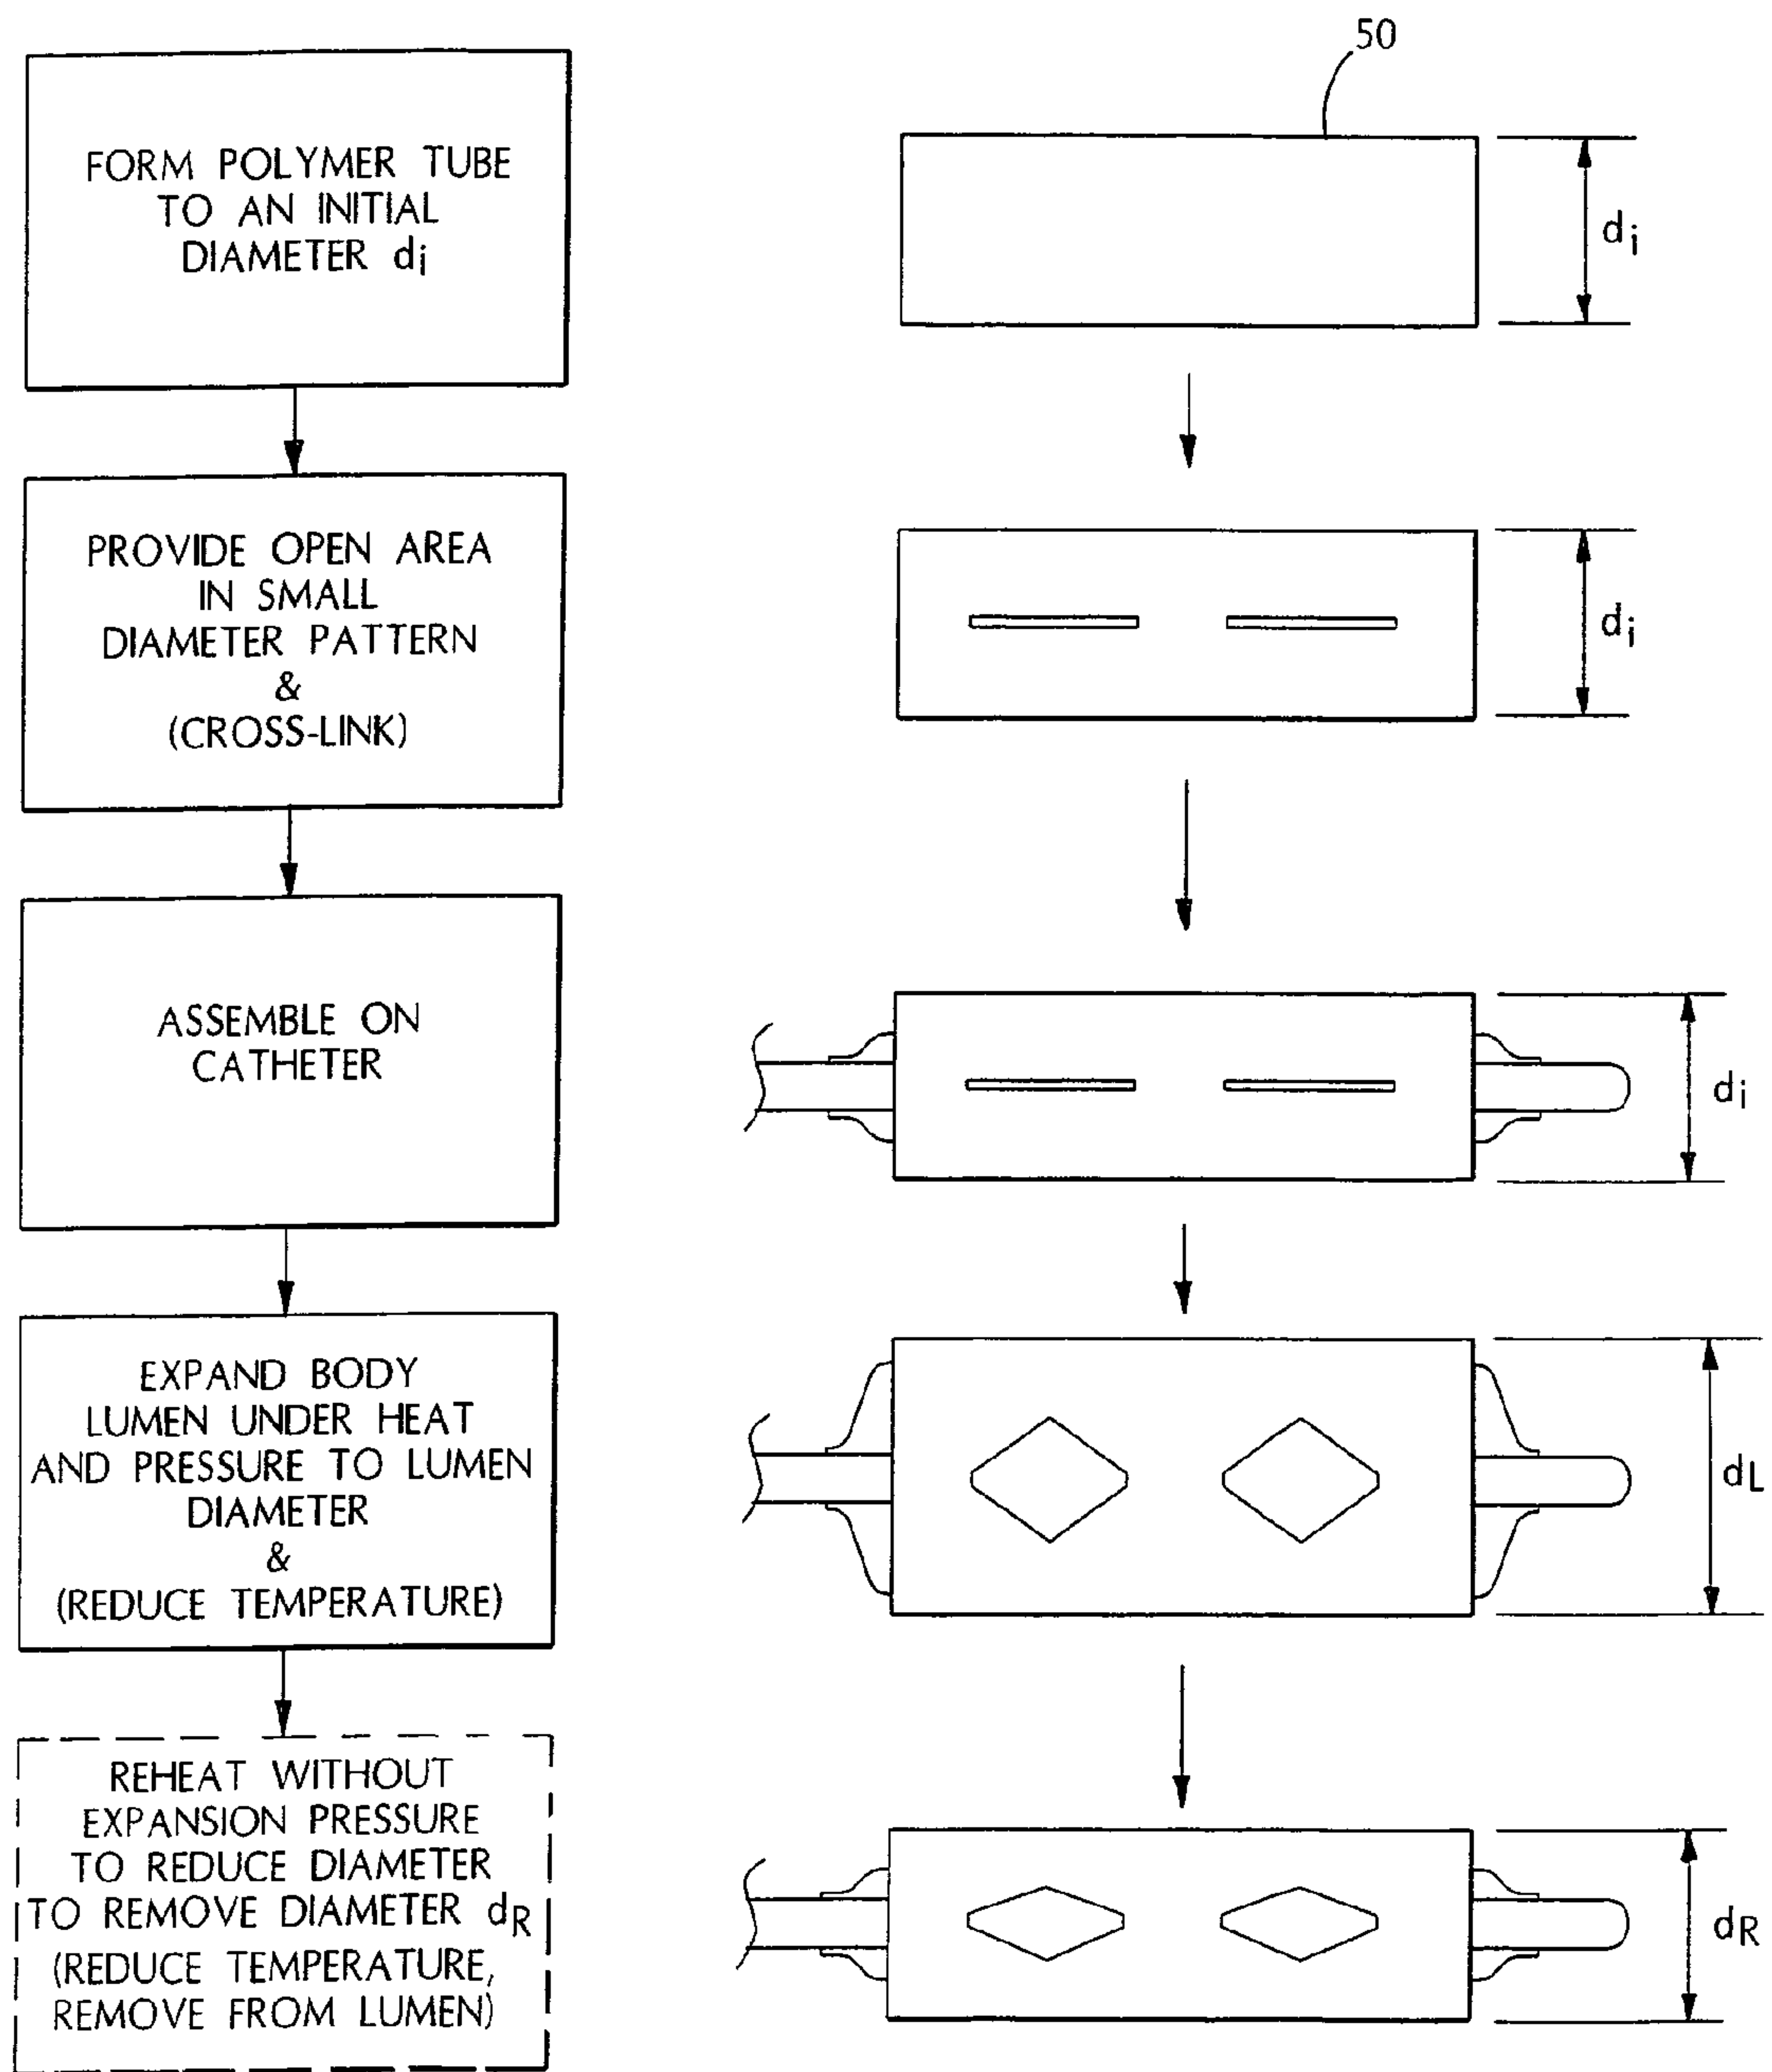 50
FORM POLYMER TUBE
TO AN INITIAL
DIAMETER di
di
PROVIDE OPEN AREA
IN SMALL
DIAMETER PATTERN
&
(CROSS-LINK)
di
ASSEMBLE ON
CATHETER
di
EXPAND BODY
LUMEN UNDER HEAT
AND PRESSURE TO LUMEN
DIAMETER
&
(REDUCE TEMPERATURE)
dL
REHEAT WITHOUT
EXPANSION PRESSURE
TO REDUCE DIAMETER
TO REMOVE DIAMETER dR
(REDUCE TEMPERATURE,
REMOVE FROM LUMEN)
dR